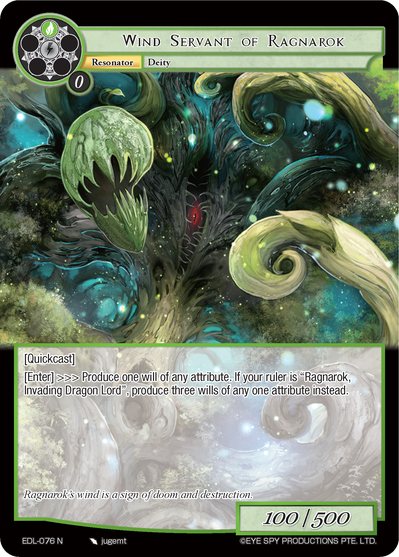 Wind Servant of Ragnarok
Resonator Deity
0
[Quickcast]
[Enter] >>> Produce one will of any attribute. If your ruler is “Ragnarok,
Invading Dragon Lord”, produce three wills of any one attribute instead.
Ragnarok's wind is a sign of doom and destruction.
100/500
EDL-076 N jugemt ©EYE SPY PRODUCTIONS PTE. LTD.